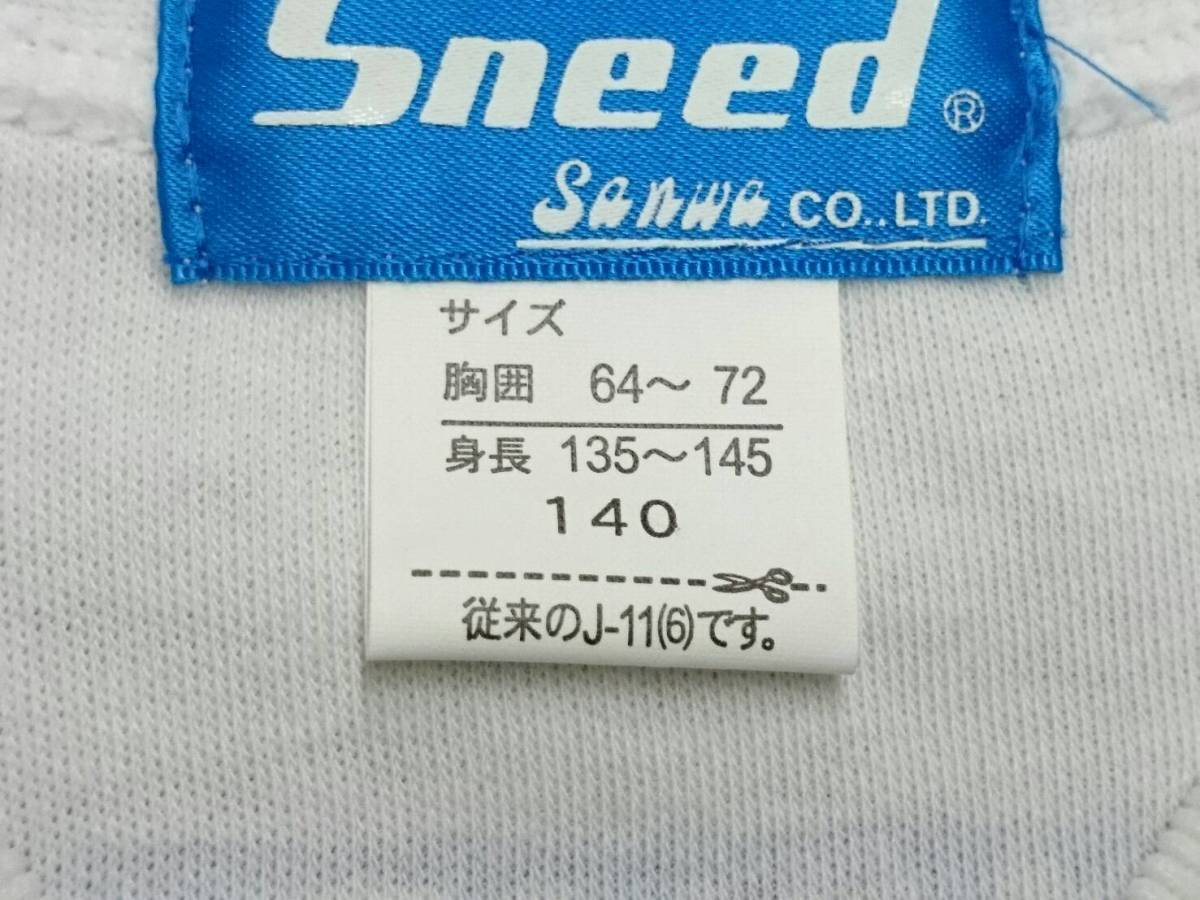 Sneed®
Sanwa CO.,LTD.
サイズ
胸囲 64～72
身長 135～145
140
従来のJ-11(6)です。